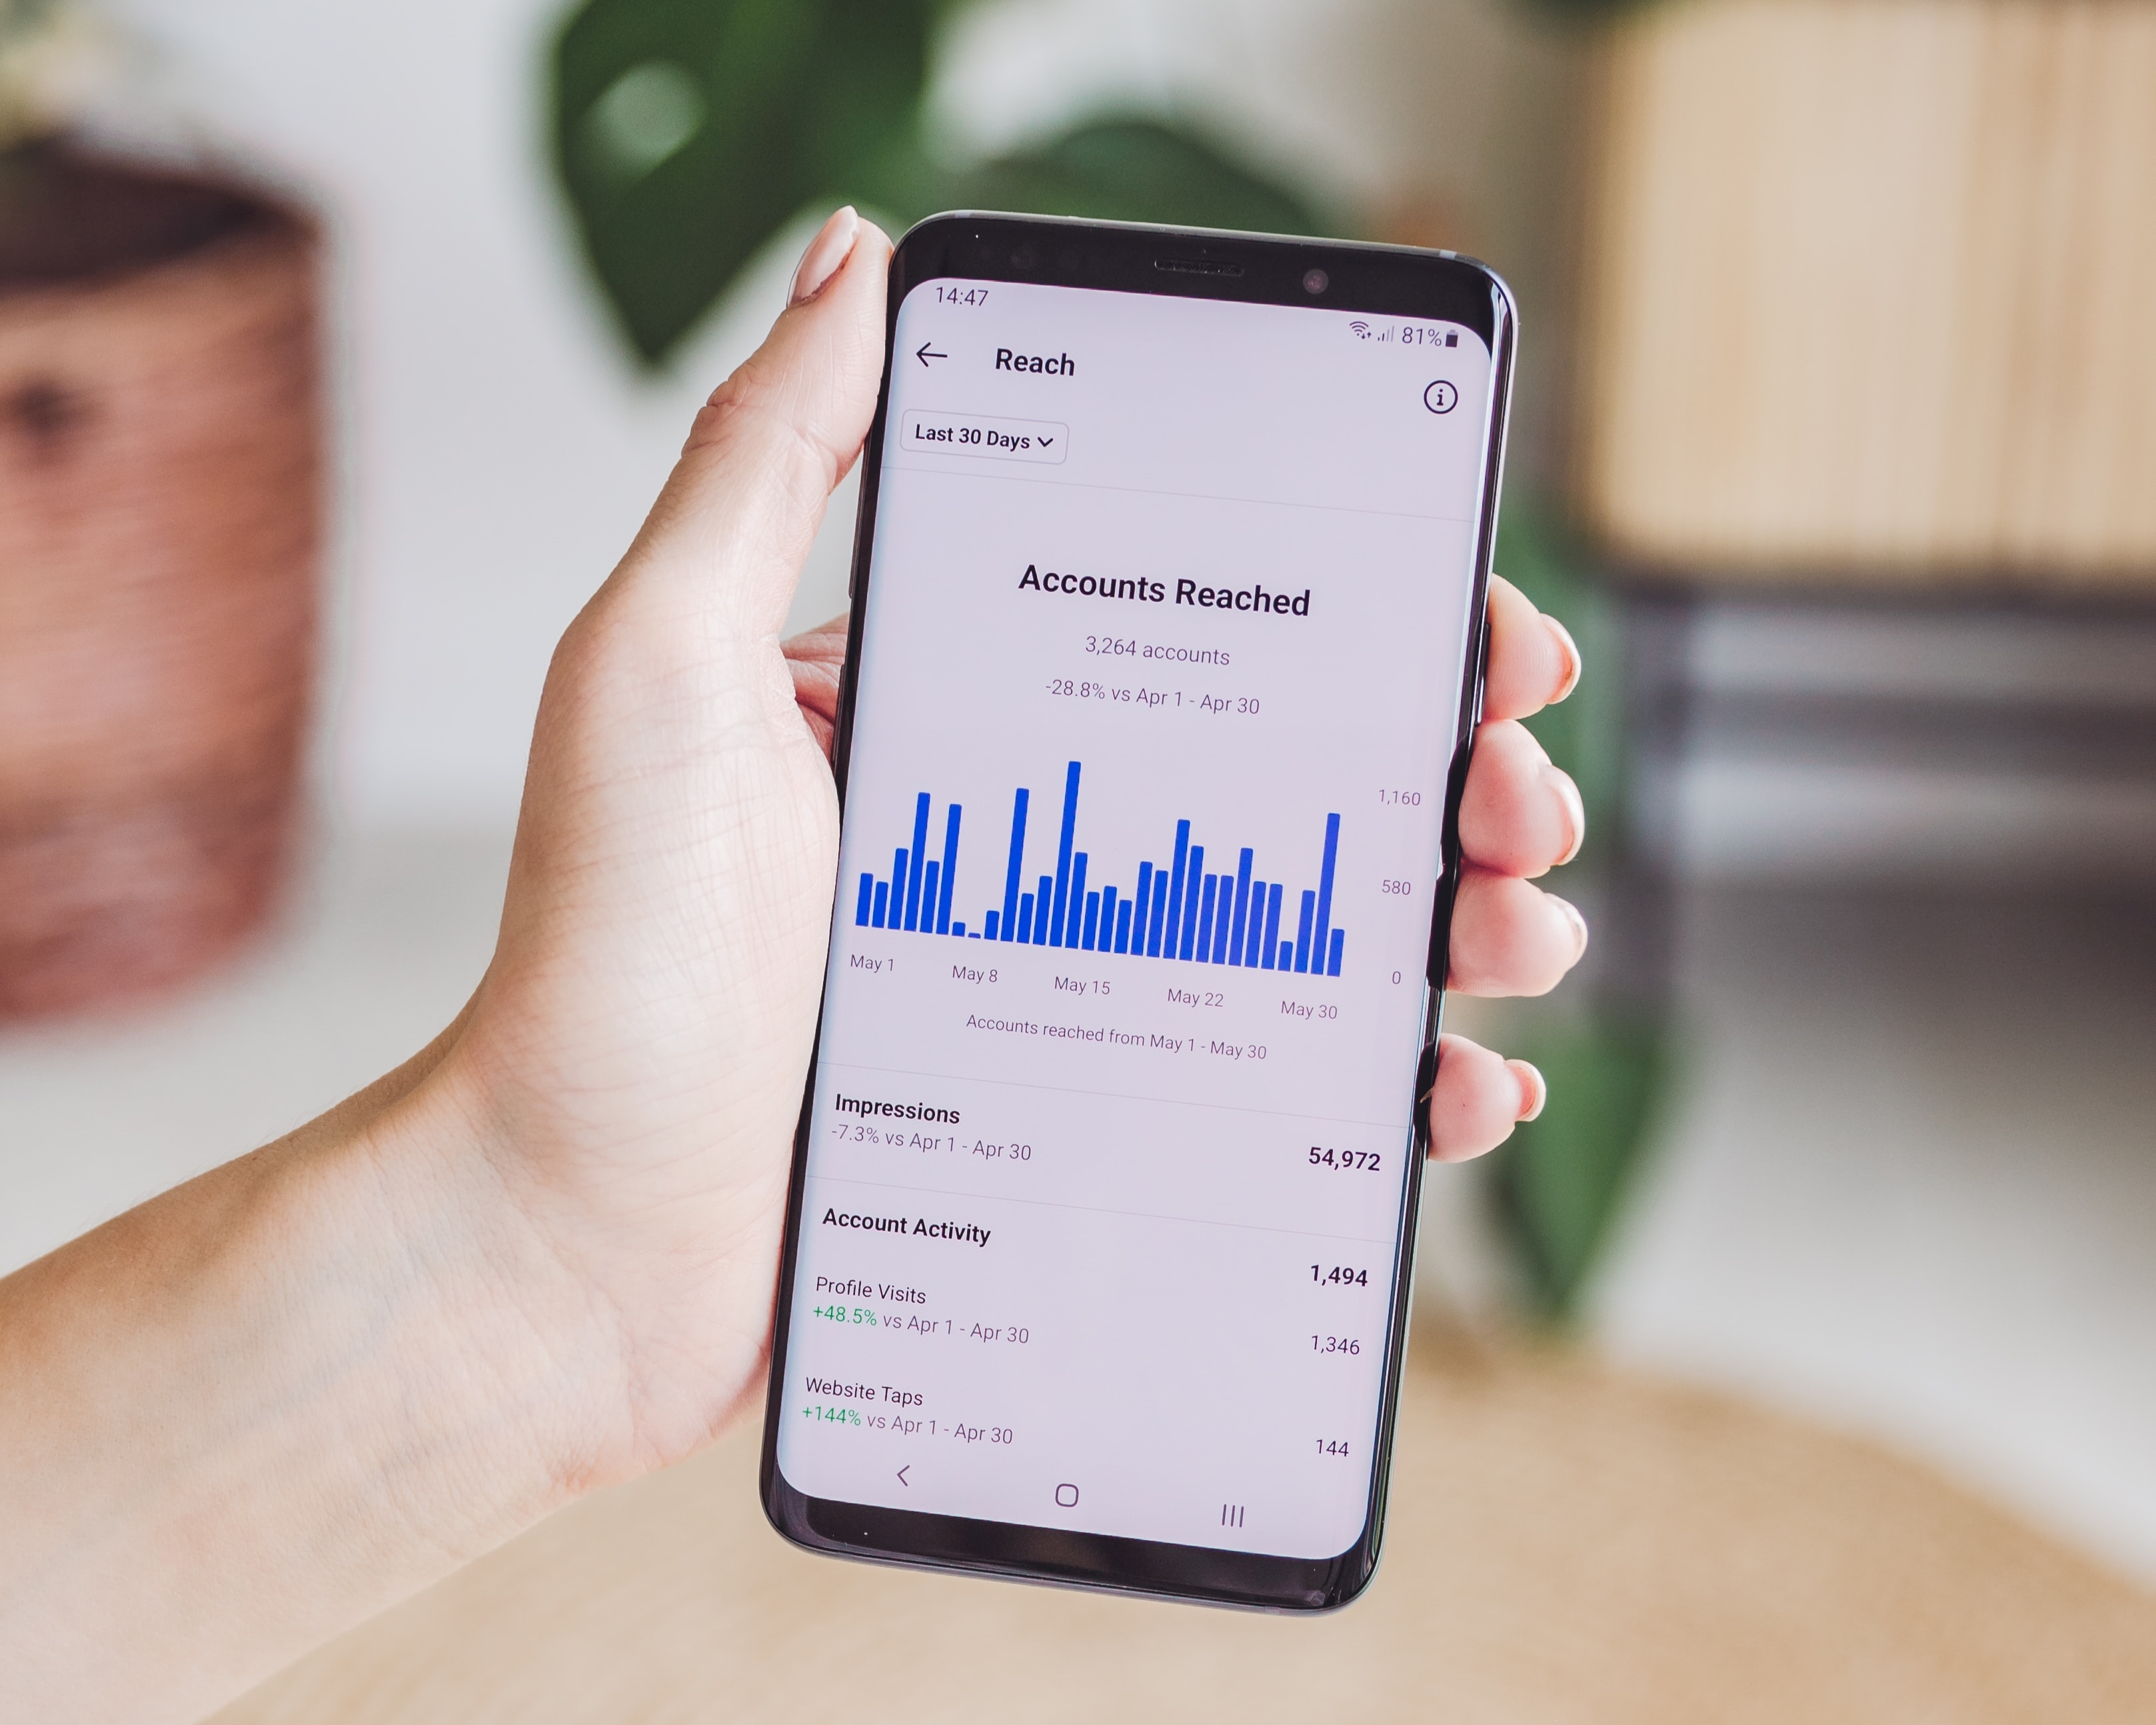 14:47
81%
Reach
Last 30 Days
Accounts Reached
3,264 accounts
-28.8% vs Apr 1 - Apr 30
1,160
580
0
May 1 May 8 May 15 May 22 May 30
Accounts reached from May 1 - May 30
Impressions
-7.3% vs Apr 1 - Apr 30
54,972
Account Activity
1,494
Profile Visits
+48.5% vs Apr 1 - Apr 30
1,346
Website Taps
+144% vs Apr 1 - Apr 30
144